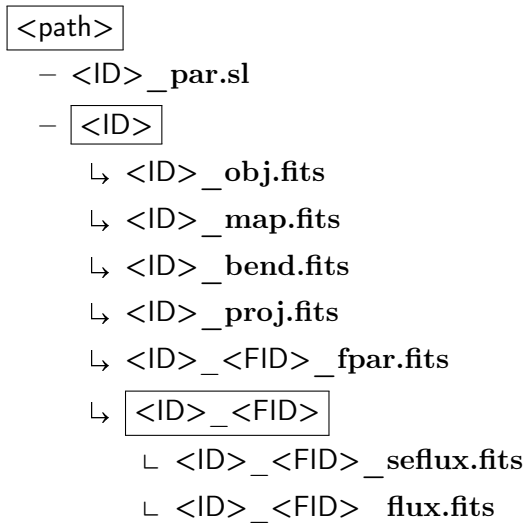 <path>
– <ID>_par.sl
– <ID>
↳ <ID>_obj.fits
↳ <ID>_map.fits
↳ <ID>_bend.fits
↳ <ID>_proj.fits
↳ <ID>_<FID>_fpar.fits
↳ <ID>_<FID>
∟ <ID>_<FID>_seflux.fits
∟ <ID>_<FID> flux.fits